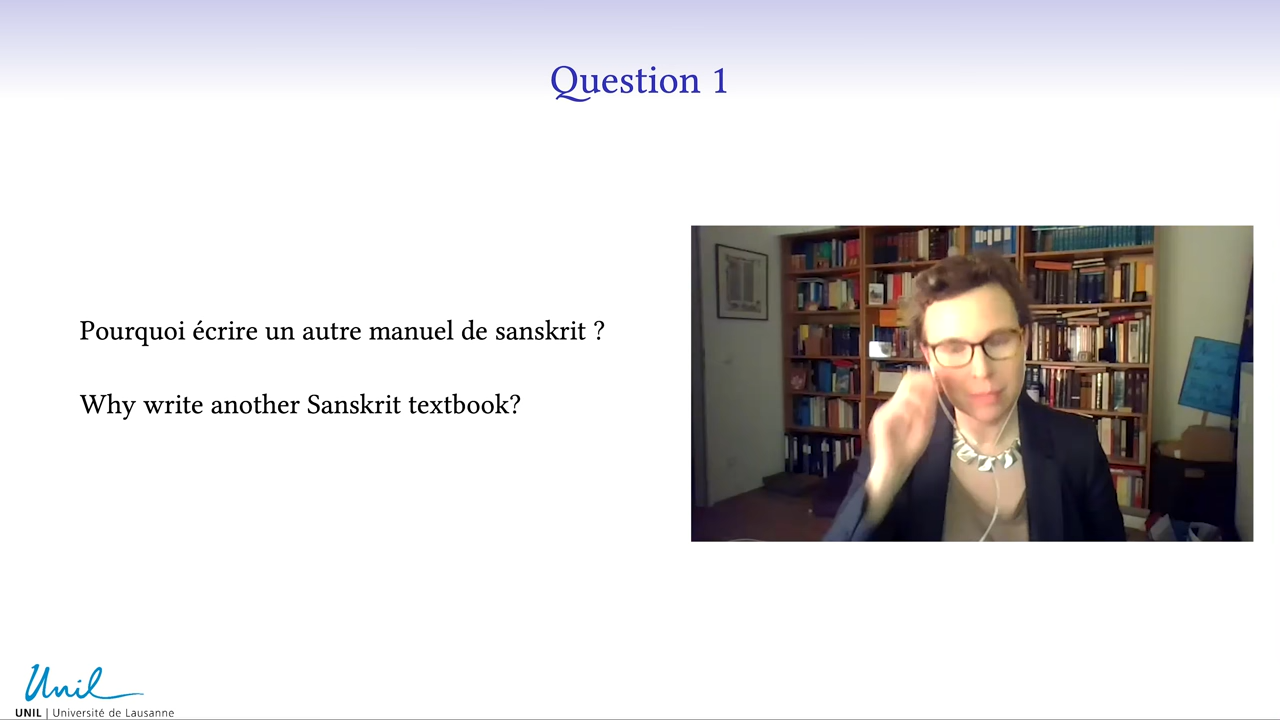 Question 1
Pourquoi écrire un autre manuel de sanskrit ?
Why write another Sanskrit textbook?
Unil
UNIL | Université de Lausanne